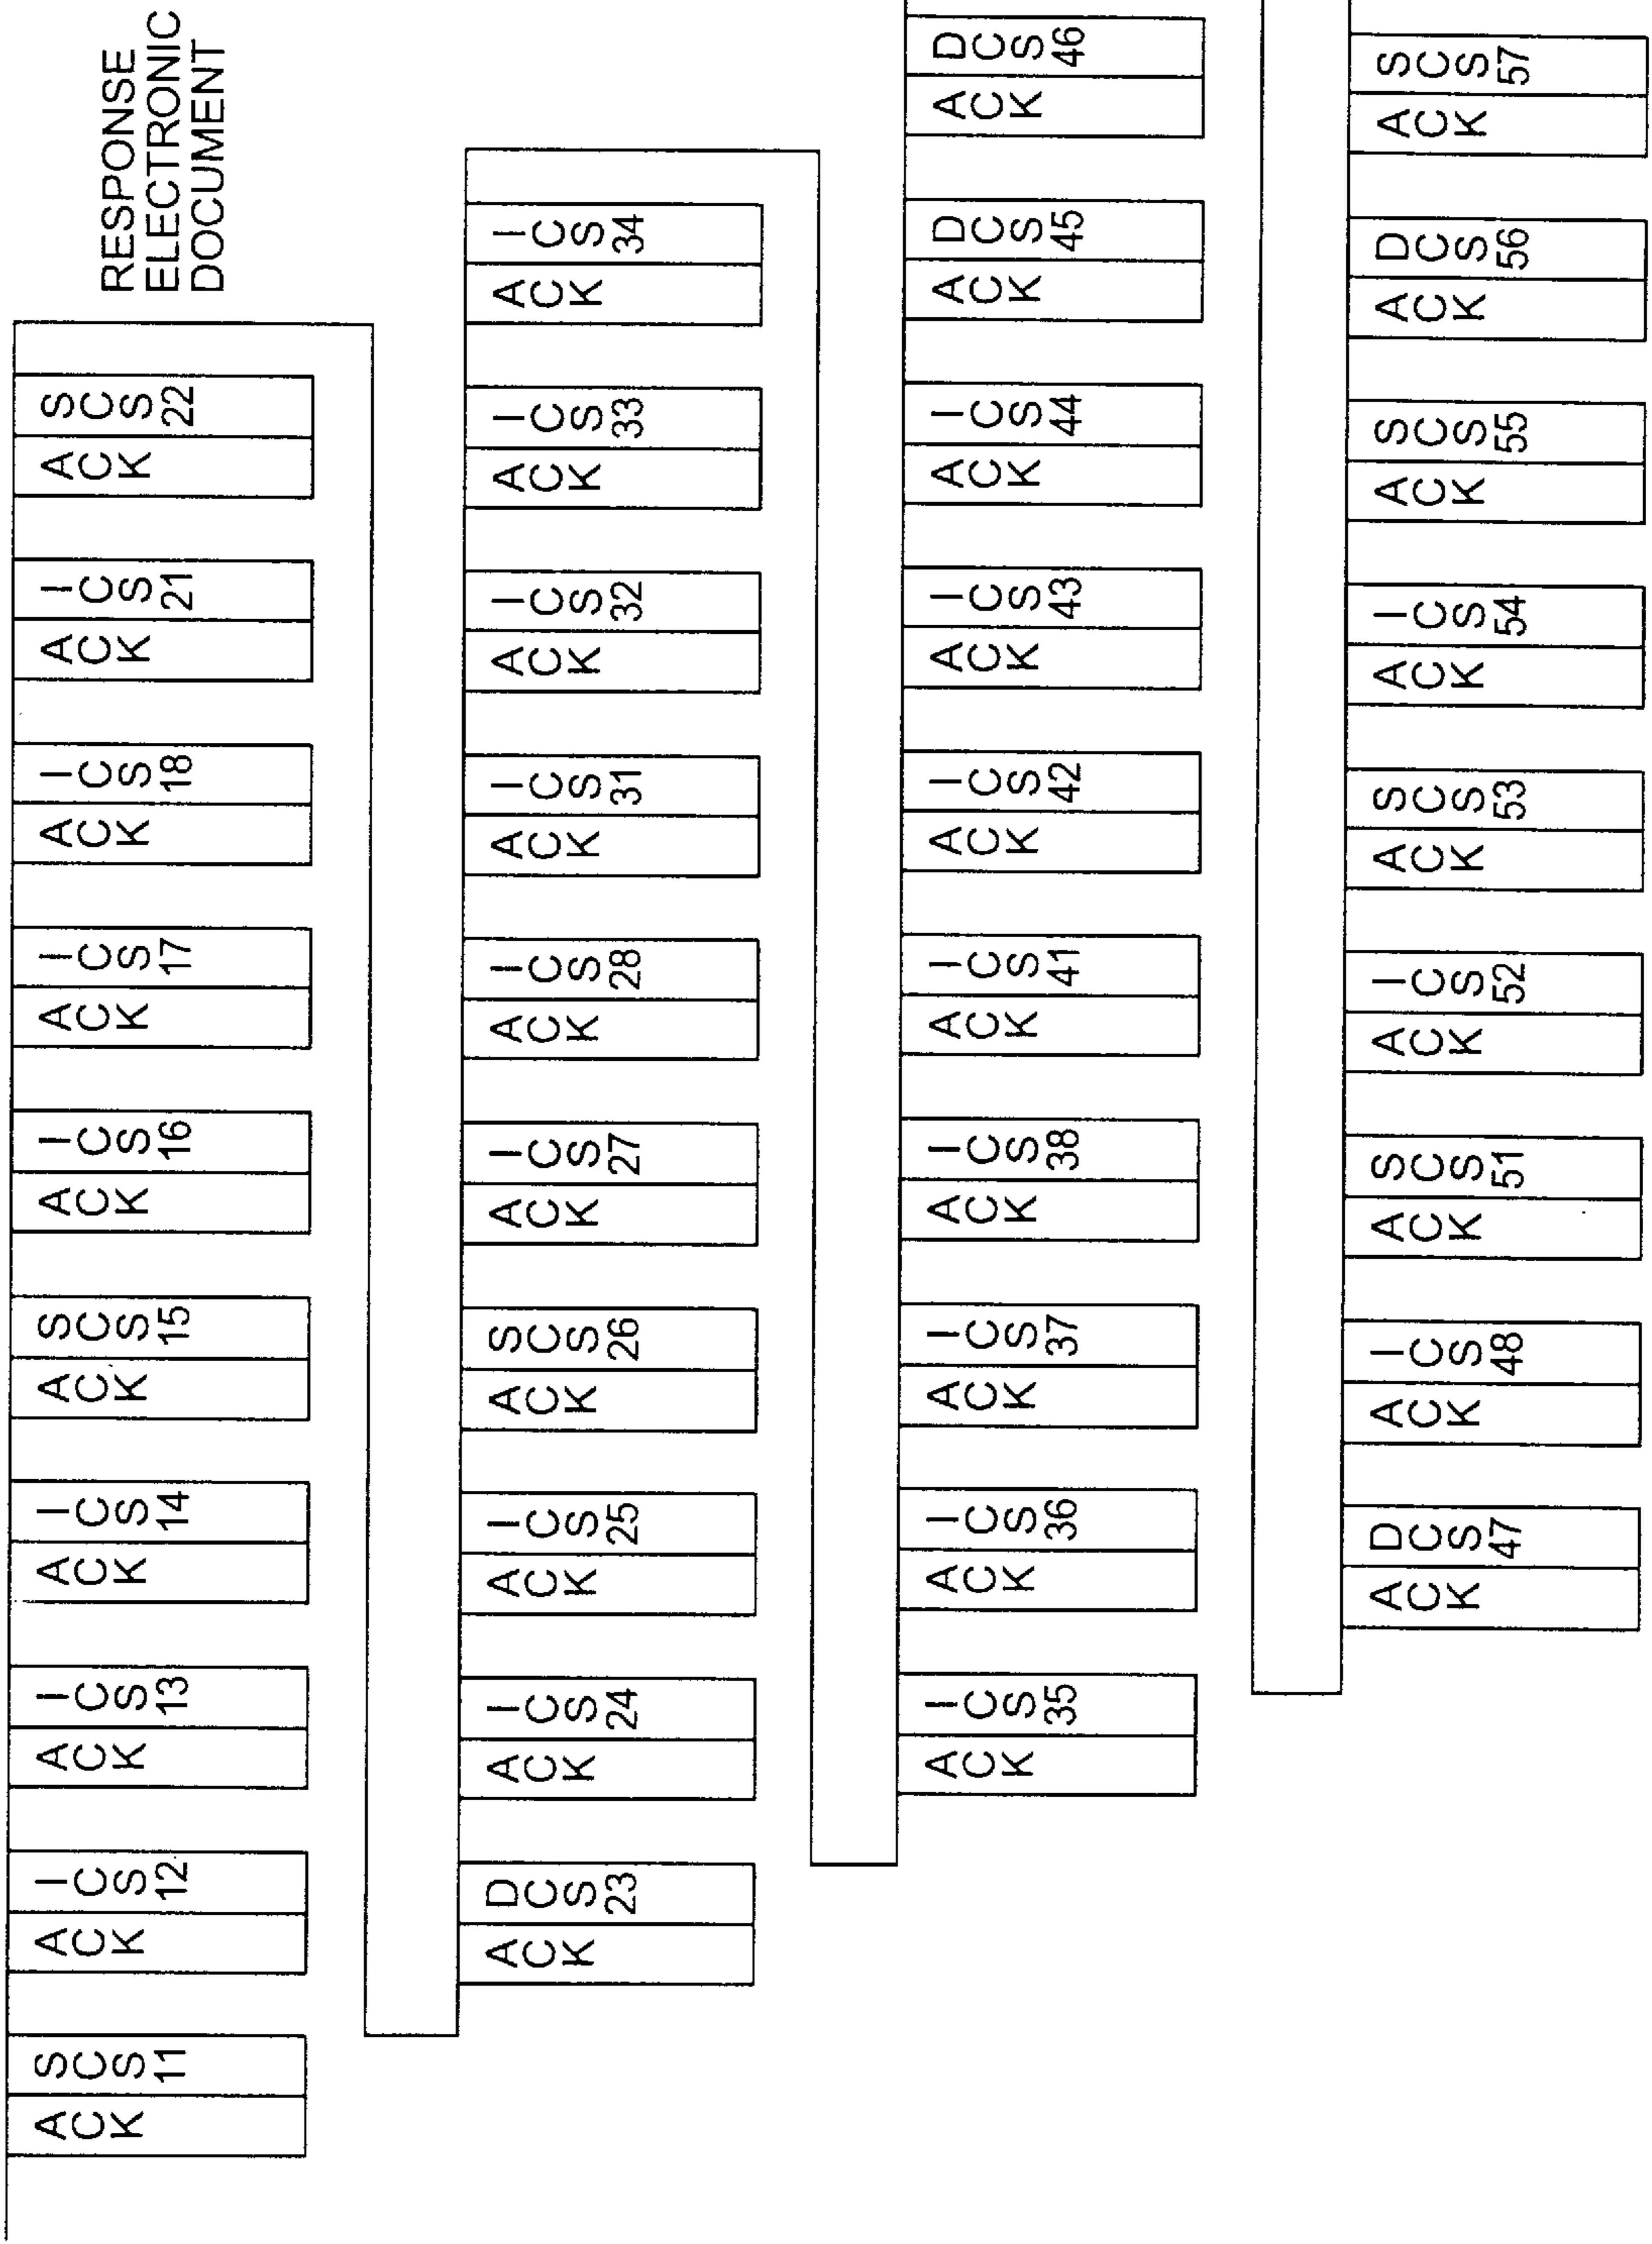 RESPONSE
ELECTRONIC
DOCUMENT
ACK
SCS 11
ACK
ICS 12
ACK
ICS 13
ACK
ICS 14
ACK
SCS 15
ACK
ICS 16
ACK
ICS 17
ACK
ICS 18
ACK
ICS 21
ACK
SCS 22
ACK
DCS 23
ACK
ICS 24
ACK
ICS 25
ACK
SCS 26
ACK
ICS 27
ACK
ICS 28
ACK
ICS 31
ACK
ICS 32
ACK
ICS 33
ACK
ICS 34
ACK
ICS 35
ACK
ICS 36
ACK
ICS 37
ACK
ICS 38
ACK
ICS 41
ACK
ICS 42
ACK
ICS 43
ACK
ICS 44
ACK
DCS 45
ACK
DCS 46
ACK
DCS 47
ACK
ICS 48
ACK
SCS 51
ACK
ICS 52
ACK
SCS 53
ACK
ICS 54
ACK
SCS 55
ACK
DCS 56
ACK
SCS 57